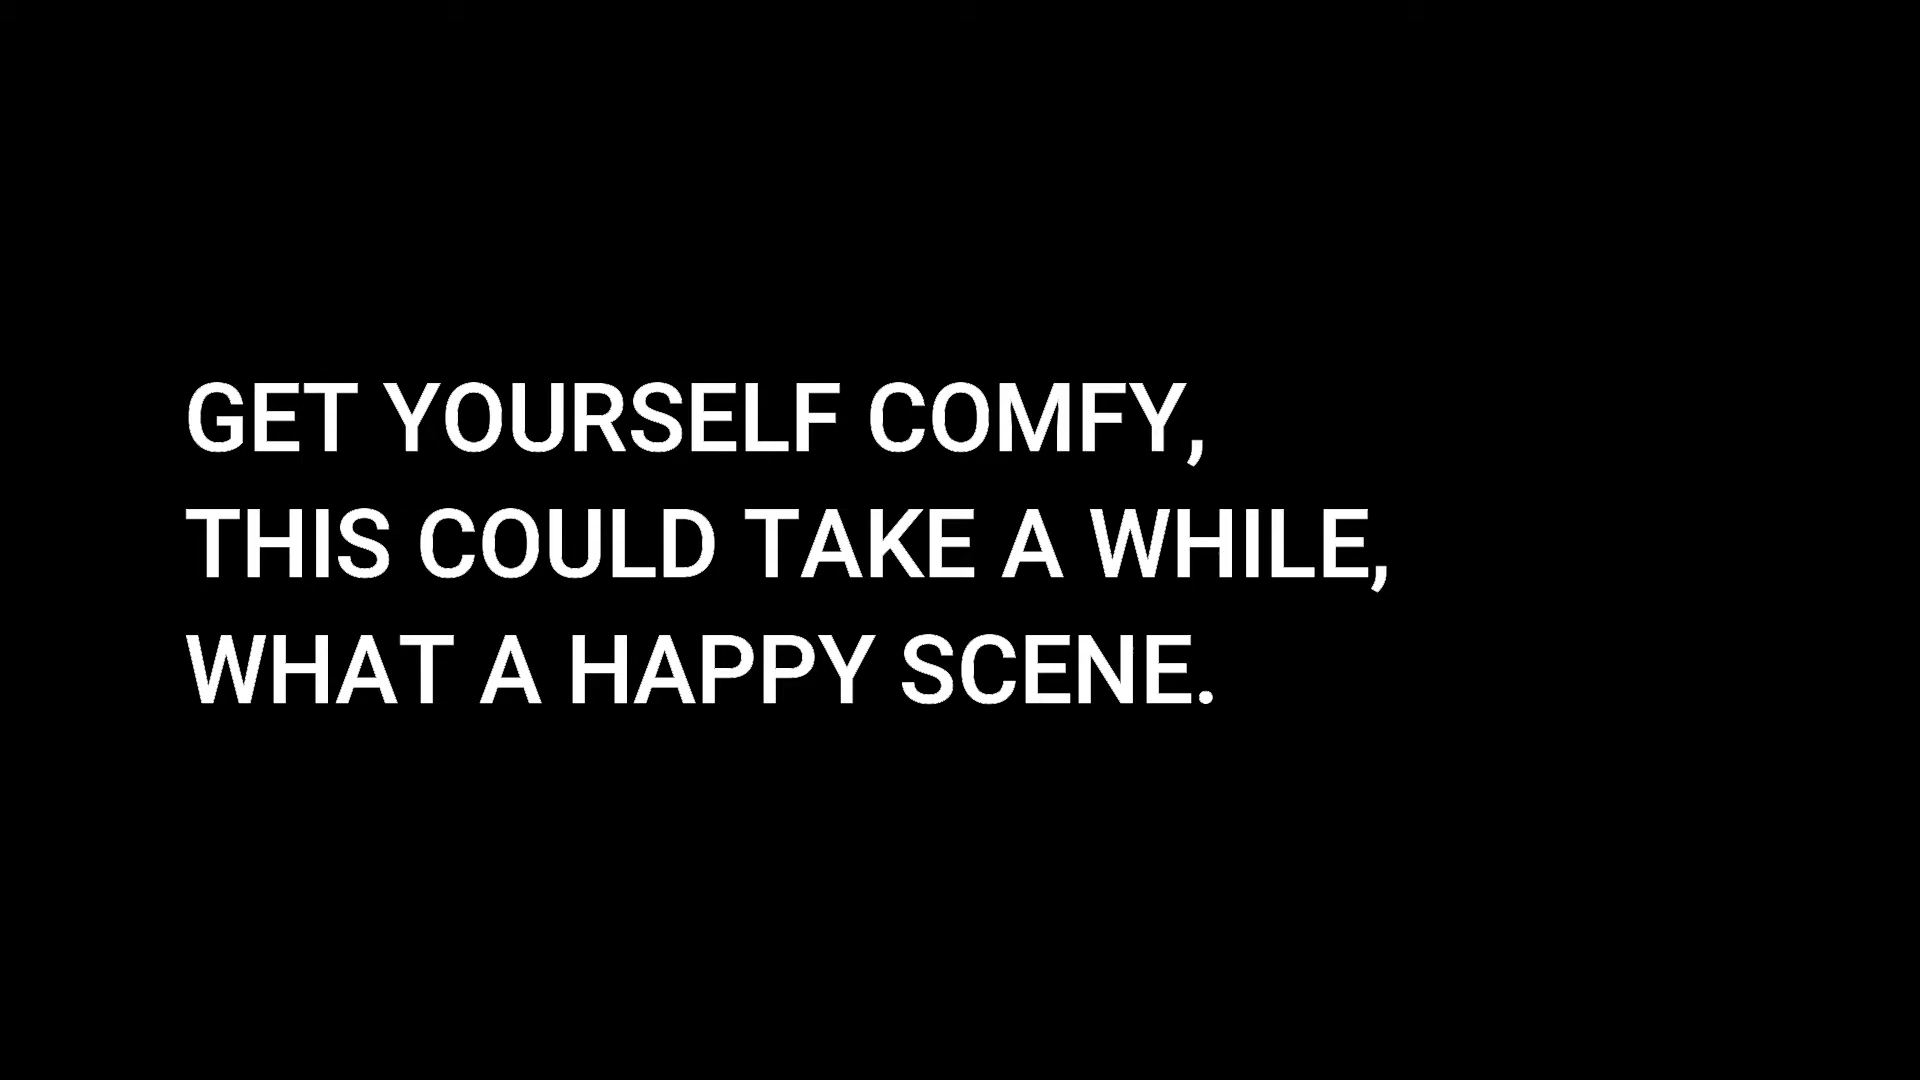 GET YOURSELF COMFY,
THIS COULD TAKE A WHILE,
WHAT A HAPPY SCENE.